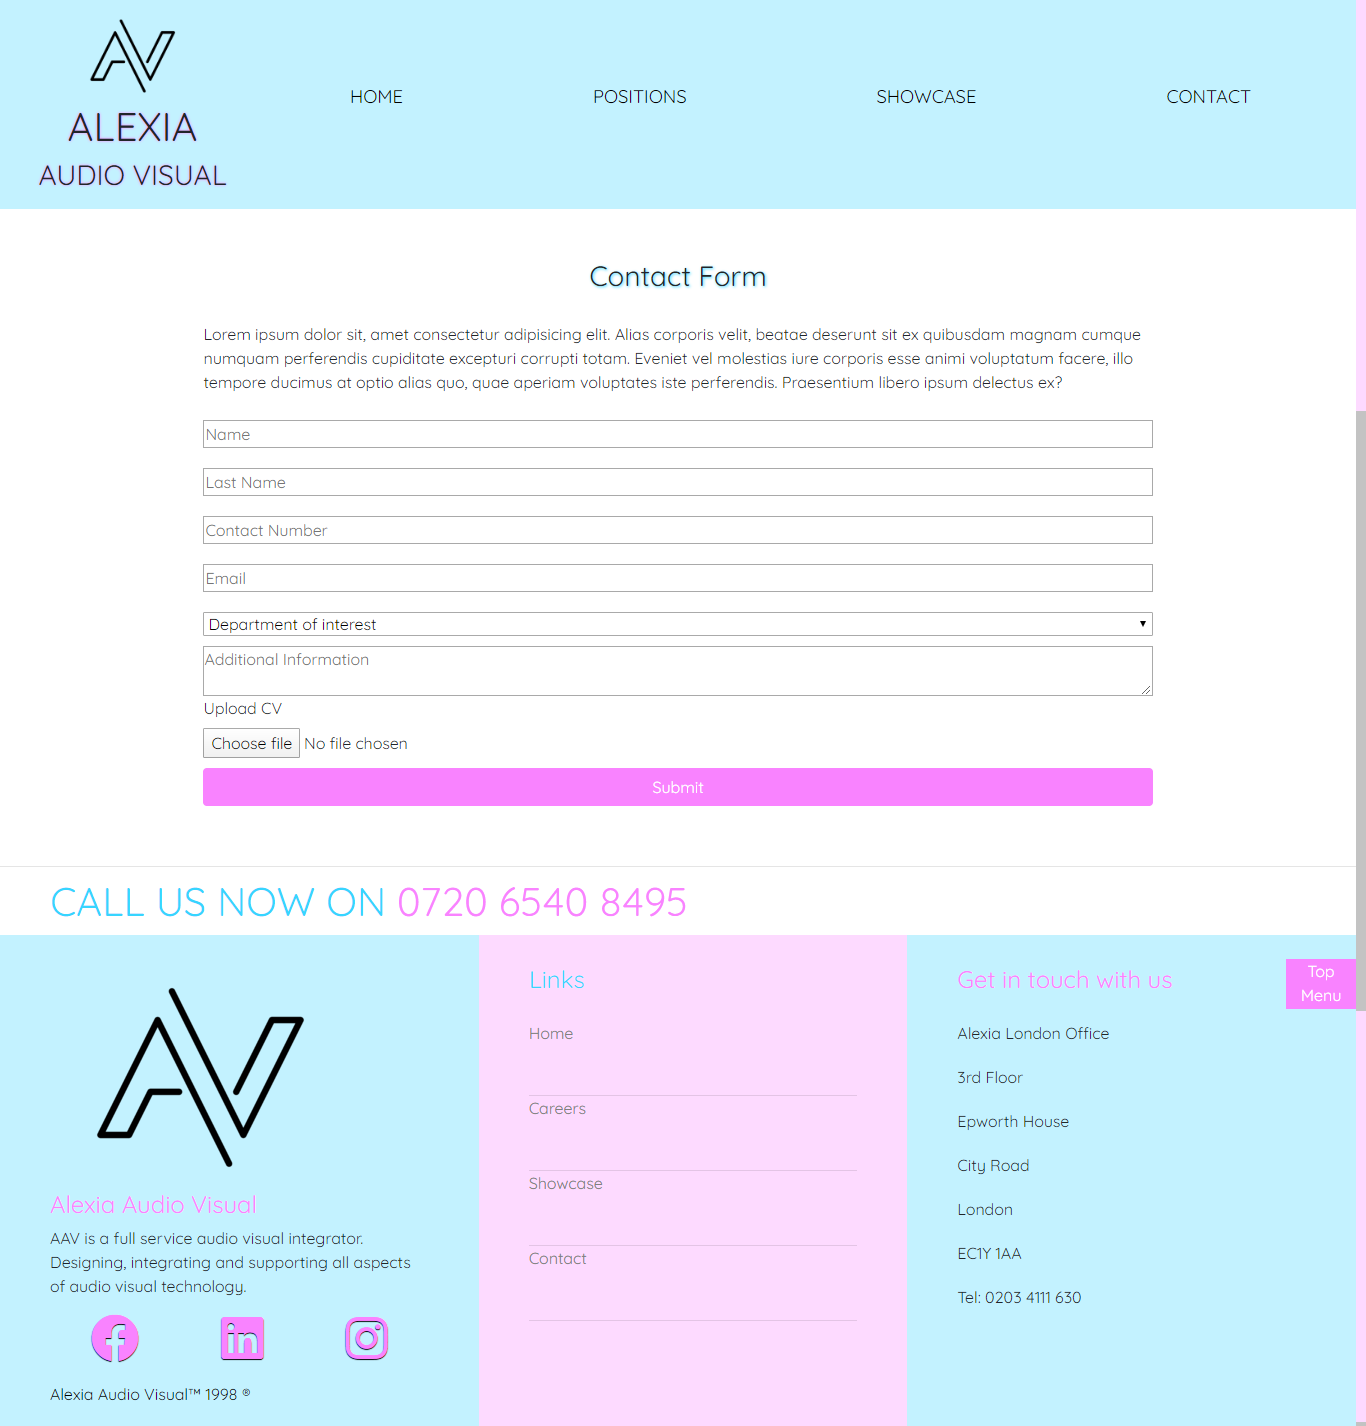 ALEXIA
AUDIO VISUAL
HOME
POSITIONS
SHOWCASE
CONTACT
Contact Form
Lorem ipsum dolor sit, amet consectetur adipisicing elit. Alias corporis velit, beatae deserunt sit ex quibusdam magnam cumque
numquam perferendis cupiditate excepturi corrupti totam. Eveniet vel molestias iure corporis esse animi voluptatum facere, illo
tempore ducimus at optio alias quo, quae aperiam voluptates iste perferendis. Praesentium libero ipsum delectus ex?
Name
Last Name
Contact Number
Email
Department of interest
Additional Information
Upload CV
Choose file No file chosen
Submit
CALL US NOW ON 0720 6540 8495
Alexia Audio Visual
AAV is a full service audio visual integrator.
Designing, integrating and supporting all aspects
of audio visual technology.
Alexia Audio Visual™ 1998 ®
Links
Home
Careers
Showcase
Contact
Get in touch with us
Alexia London Office
3rd Floor
Epworth House
City Road
London
EC1Y 1AA
Tel: 0203 4111 630
Top
Menu